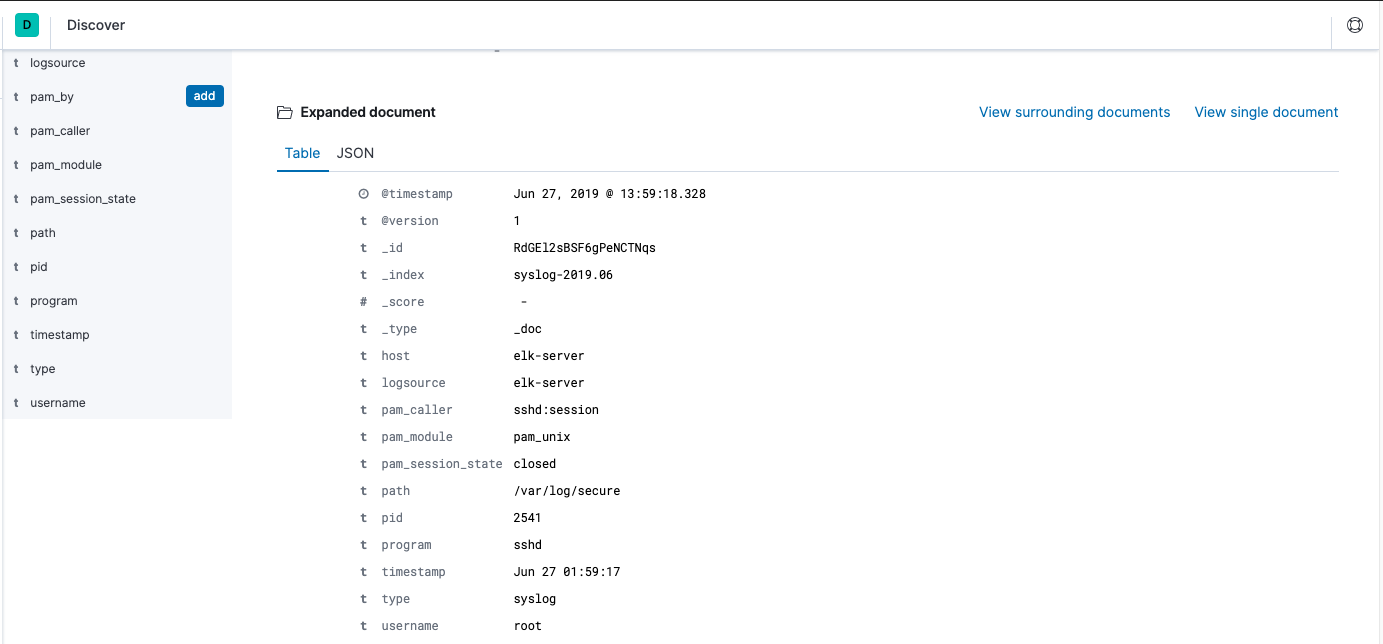 D Discover
t logsource
t pam_by add
t pam_caller
t pam_module
t pam_session_state
t path
t pid
t program
t timestamp
t type
t username
Expanded document View surrounding documents View single document
Table JSON
@timestamp Jun 27, 2019 @ 13:59:18.328
t @version 1
t _id RdGEl2sBSF6gPeNCTNqs
t _index syslog-2019.06
# _score -
t _type _doc
t host elk-server
t logsource elk-server
t pam_caller sshd:session
t pam_module pam_unix
t pam_session_state closed
t path /var/log/secure
t pid 2541
t program sshd
t timestamp Jun 27 01:59:17
t type syslog
t username root